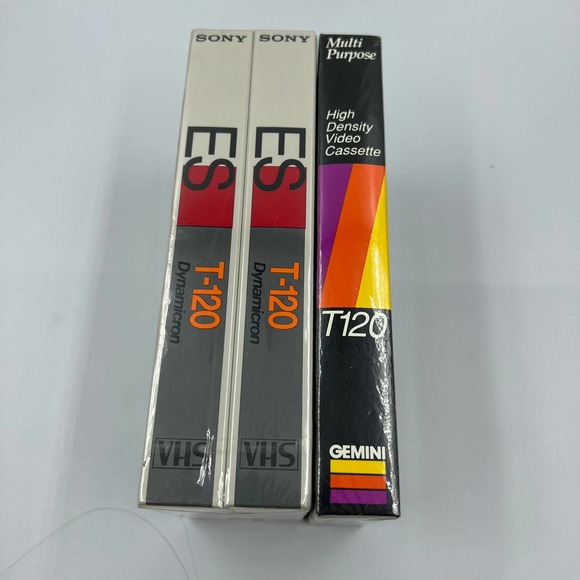 SONY
ES
T-120
Dynamicron
VHS
SONY
ES
T-120
Dynamicron
VHS
Multi
Purpose
High
Density
Video
Cassette
T120
GEMINI